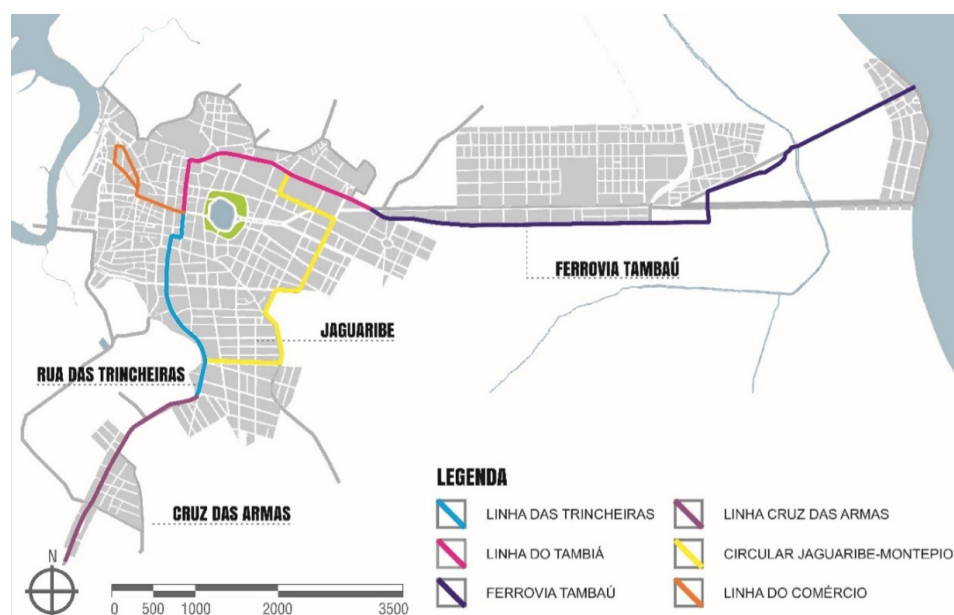 FERROVIA TAMBAÚ
JAGUARIBE
RUA DAS TRINCHEIRAS
CRUZ DAS ARMAS
LEGENDA
LINHA DAS TRINCHEIRAS
LINHA CRUZ DAS ARMAS
LINHA DO TAMBIÁ
CIRCULAR JAGUARIBE-MONTEPIO
FERROVIA TAMBAÚ
LINHA DO COMÉRCIO
N
0 500 1000 2000 3500